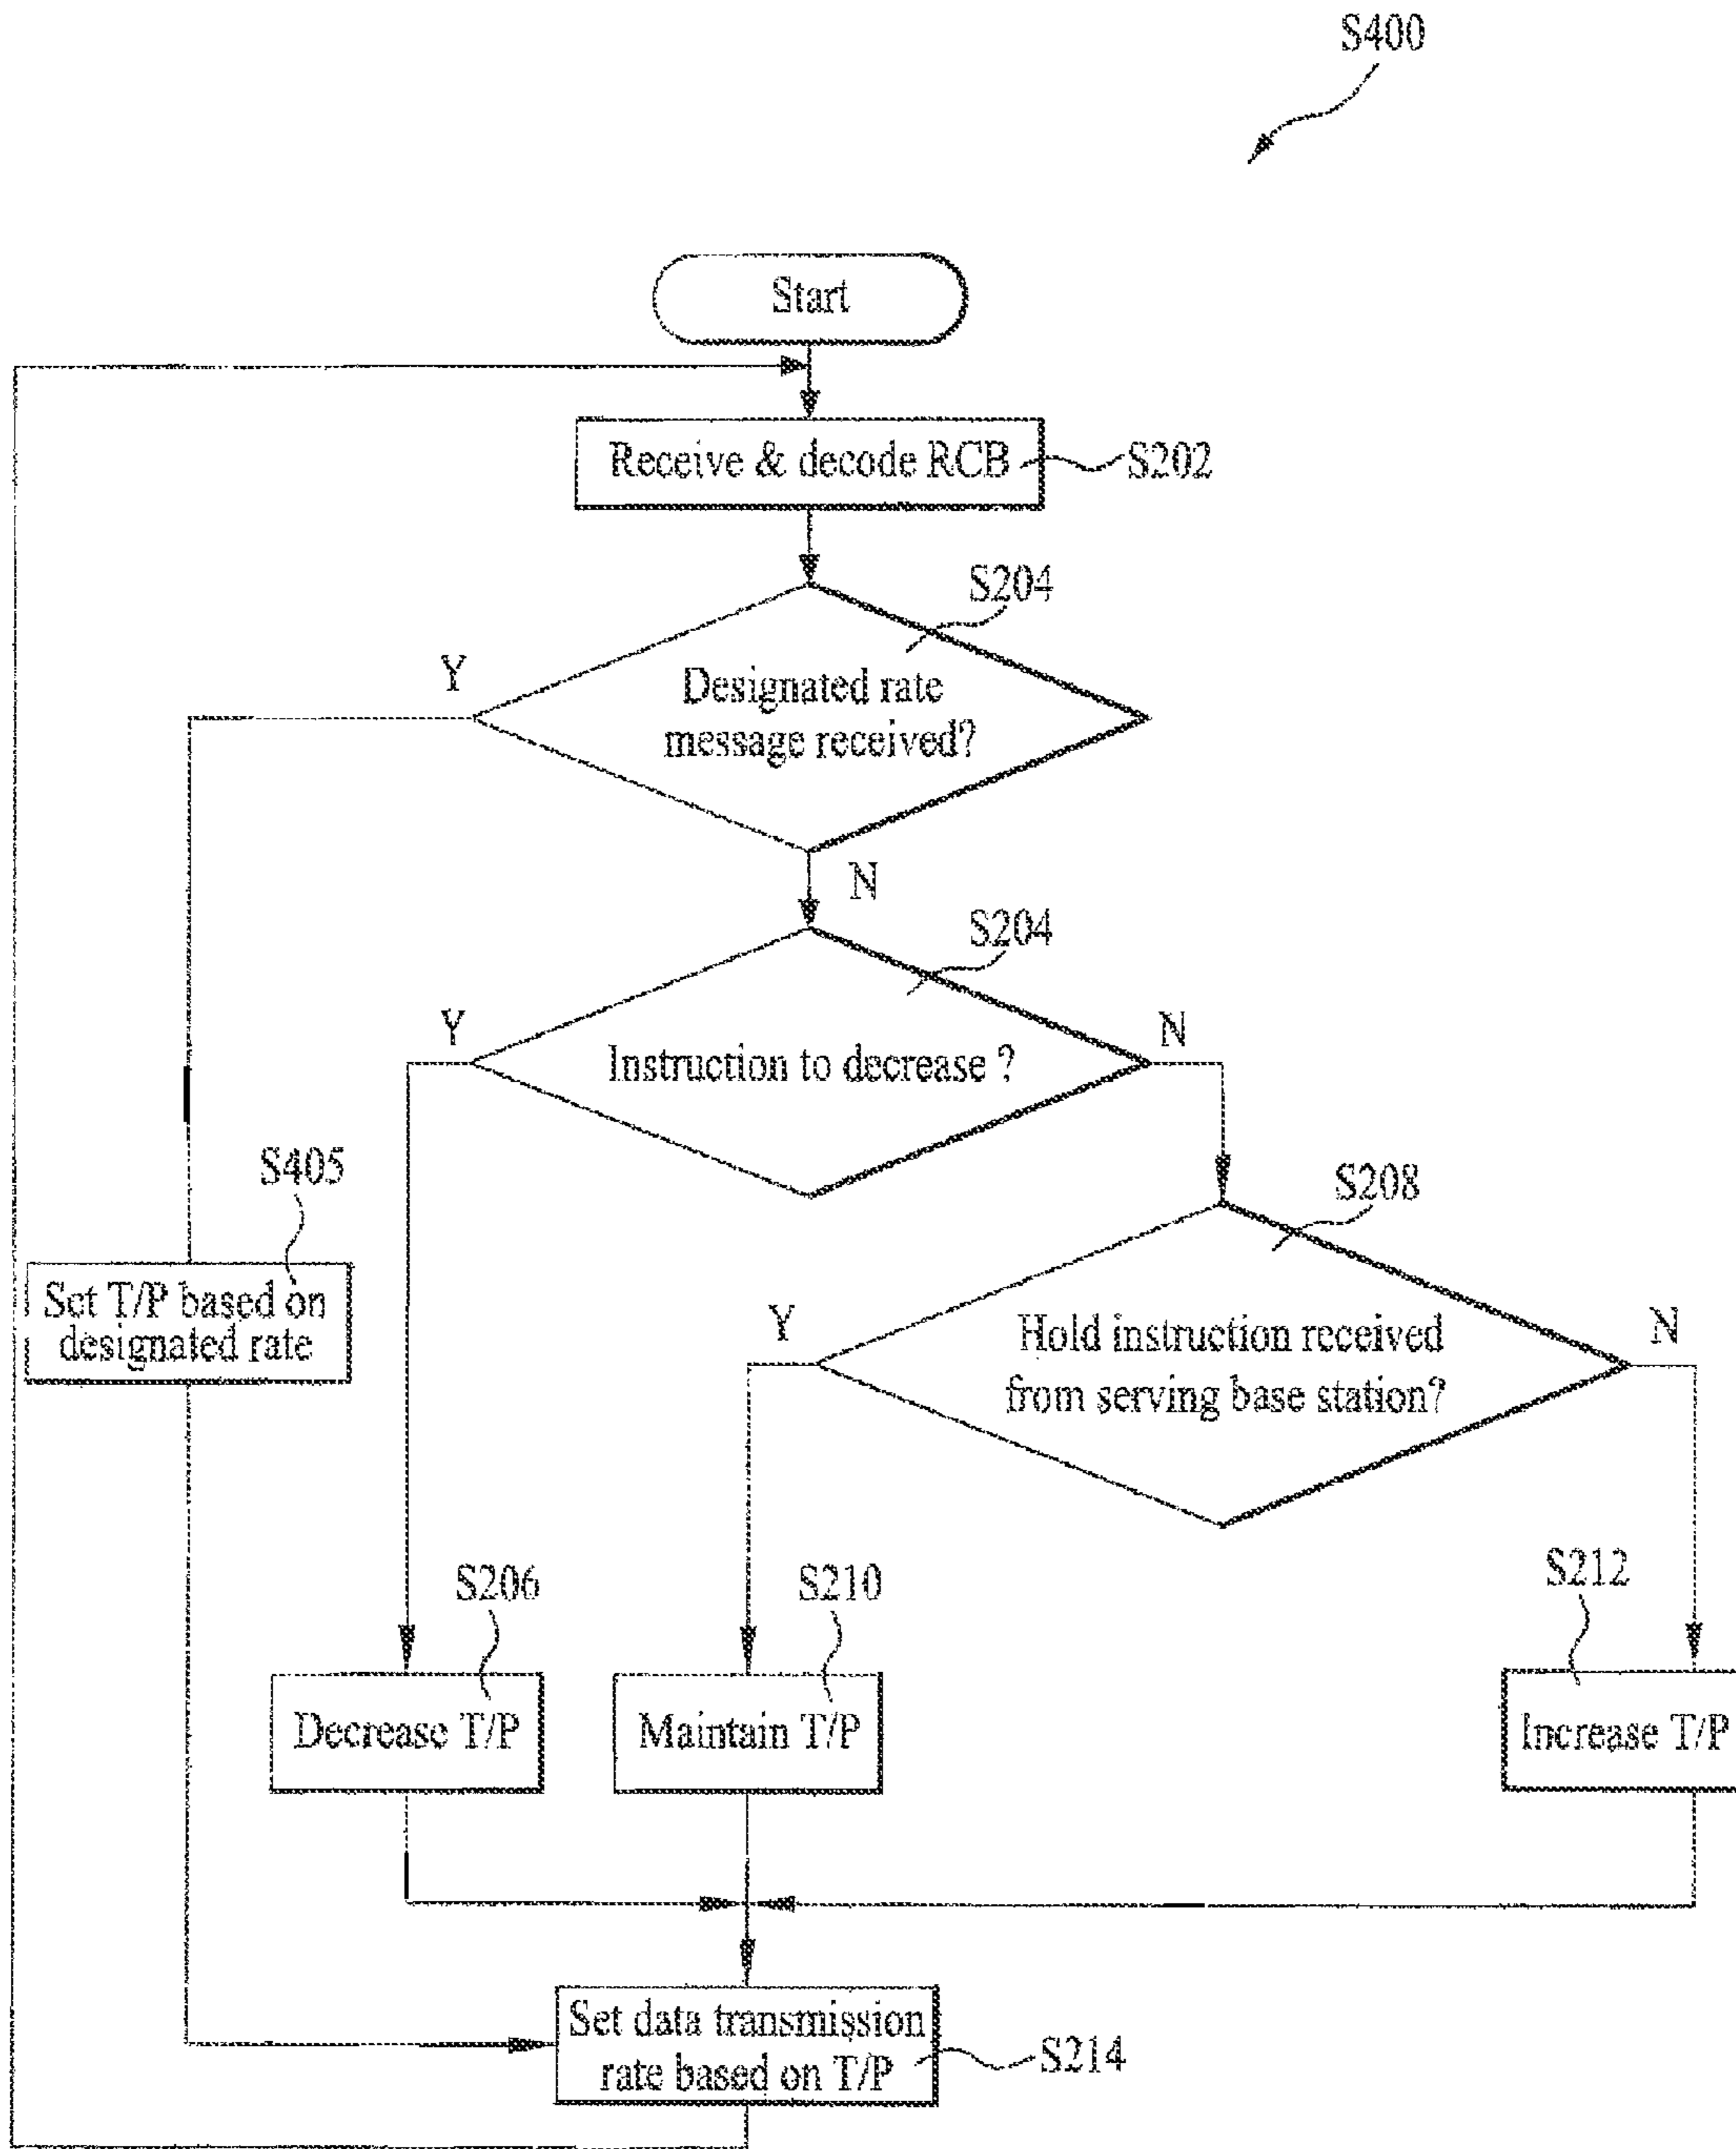 S400
Start
Receive & decode RCB
S202
S204
Y
Designated rate
message received?
N
S204
Y
N
Instruction to decrease ?
S405
S208
Set T/P based on
designated rate
Y
Hold instruction received
from serving base station?
N
S206
S210
S212
Decrease T/P
Maintain T/P
Increase T/P
Set data transmission
rate based on T/P
S214